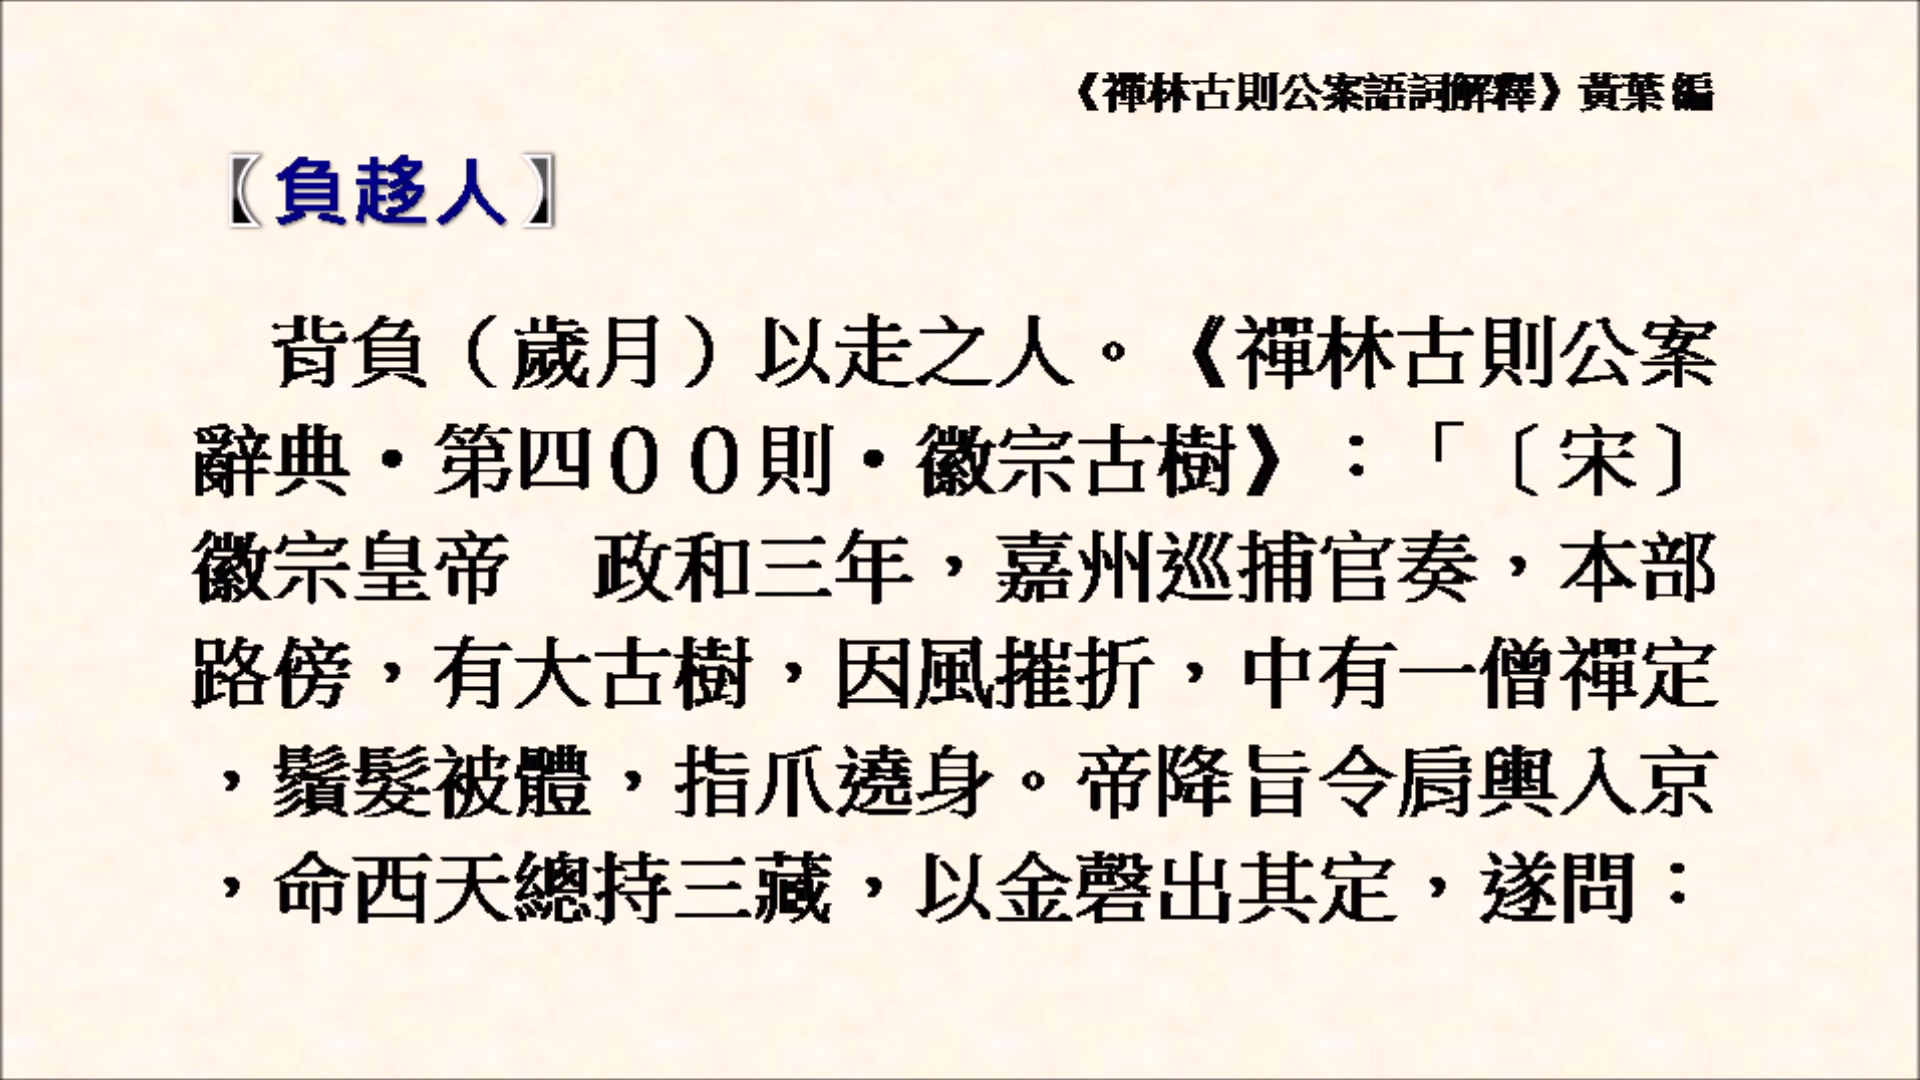 《禪林古則公案語詞解釋》黃葉 編
【負趍人】
背負（歲月）以走之人。《禪林古則公案
辭典·第四００則·徽宗古樹》：「〔宋〕
徽宗皇帝　政和三年，嘉州巡捕官奏，本部
路傍，有大古樹，因風摧折，中有一僧禪定
，鬚髮被體，指爪遶身。帝降旨令肩輿入京
，命西天總持三藏，以金磬出其定，遂問：